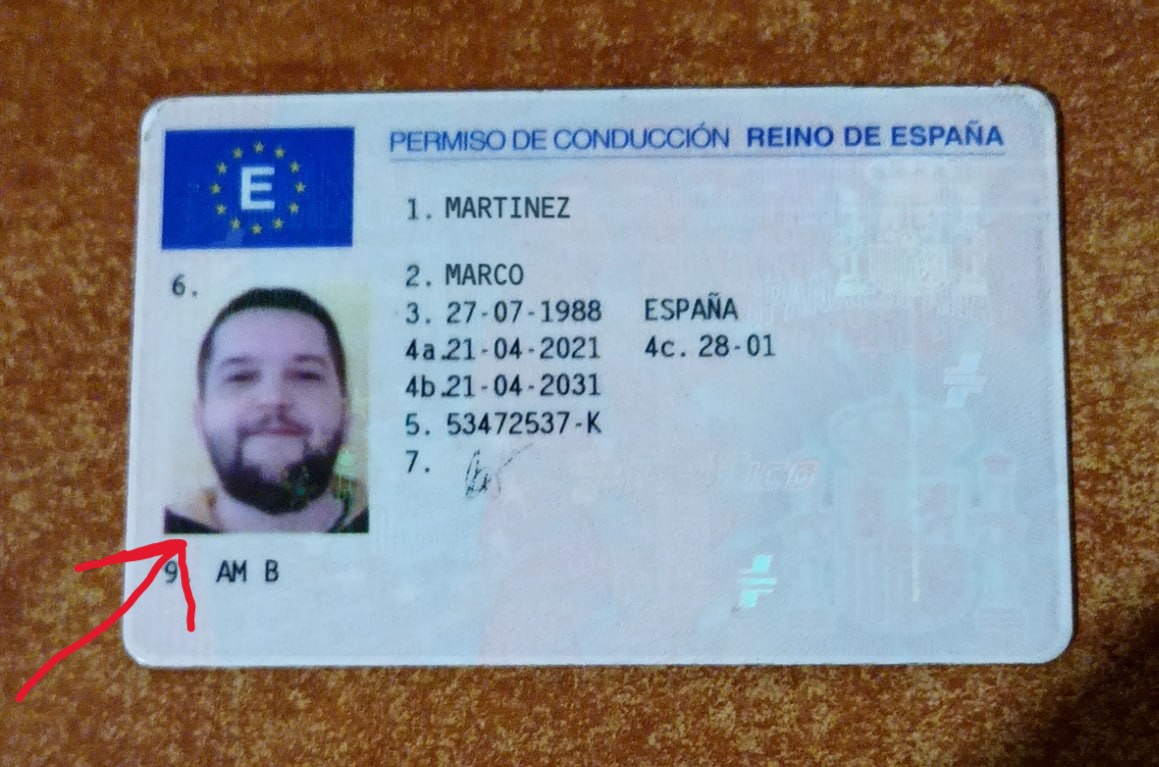 E
PERMISO DE CONDUCCIÓN REINO DE ESPAÑA
1. MARTINEZ
2. MARCO
3. 27-07-1988 ESPAÑA
4a.21-04-2021 4c. 28-01
4b.21-04-2031
5. 53472537-K
7.
6.
9 AM B